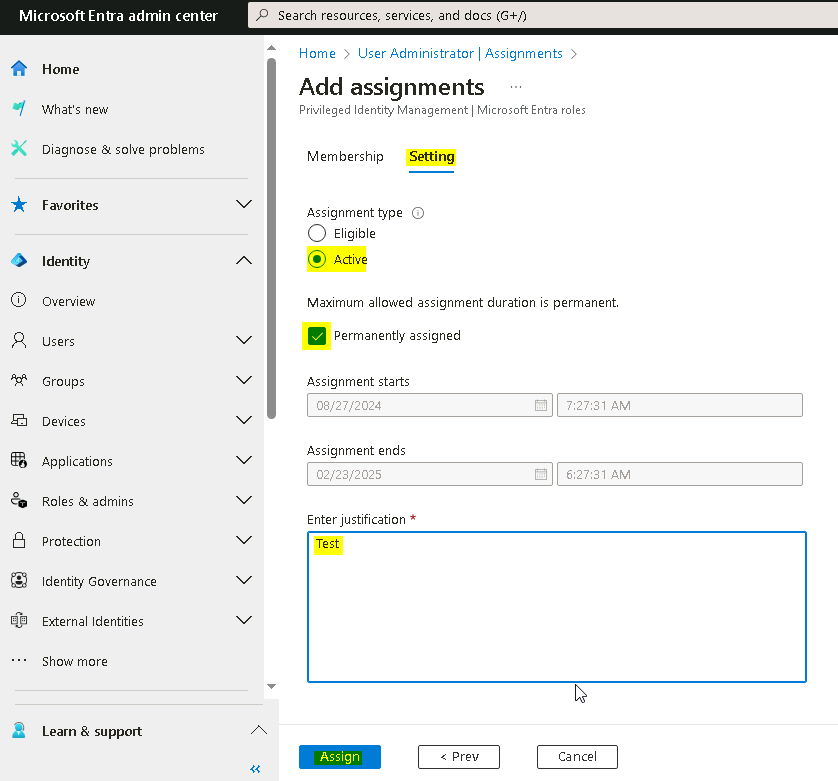 Microsoft Entra admin center
Search resources, services, and docs (G+/)
Home
What's new
Diagnose & solve problems
Favorites
Identity
Overview
Users
Groups
Devices
Applications
Roles & admins
Protection
Identity Governance
External Identities
Show more
Learn & support
Home > User Administrator | Assignments >
Add assignments ...
Privileged Identity Management | Microsoft Entra roles
Membership Setting
Assignment type
Eligible
Active
Maximum allowed assignment duration is permanent.
Permanently assigned
Assignment starts
08/27/2024 7:27:31 AM
Assignment ends
02/23/2025 6:27:31 AM
Enter justification *
Test
Assign < Prev Cancel